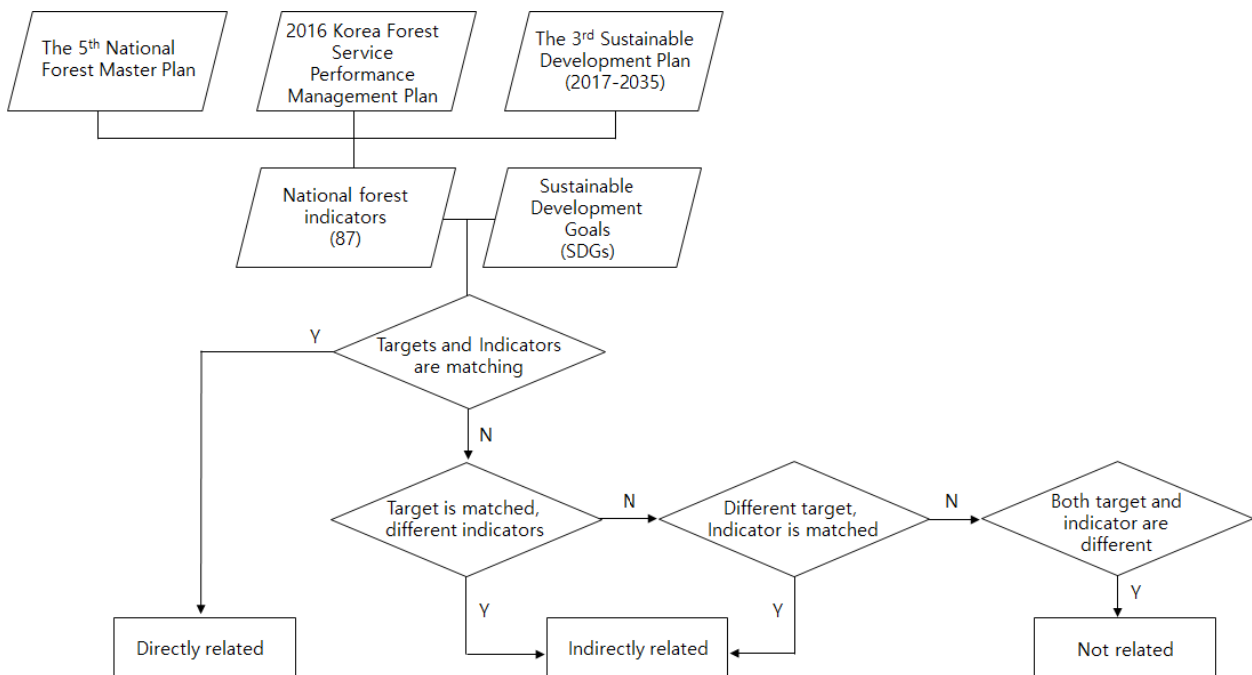 The 5th National
Forest Master Plan
2016 Korea Forest
Service
Performance
Management Plan
The 3rd Sustainable
Development Plan
(2017-2035)
National forest
indicators
(87)
Sustainable
Development
Goals
(SDGs)
Y
Targets and Indicators
are matching
N
Target is matched,
different indicators
N
Different target,
Indicator is matched
N
Both target and
indicator are
different
Y
Y
Y
Directly related
Indirectly related
Not related